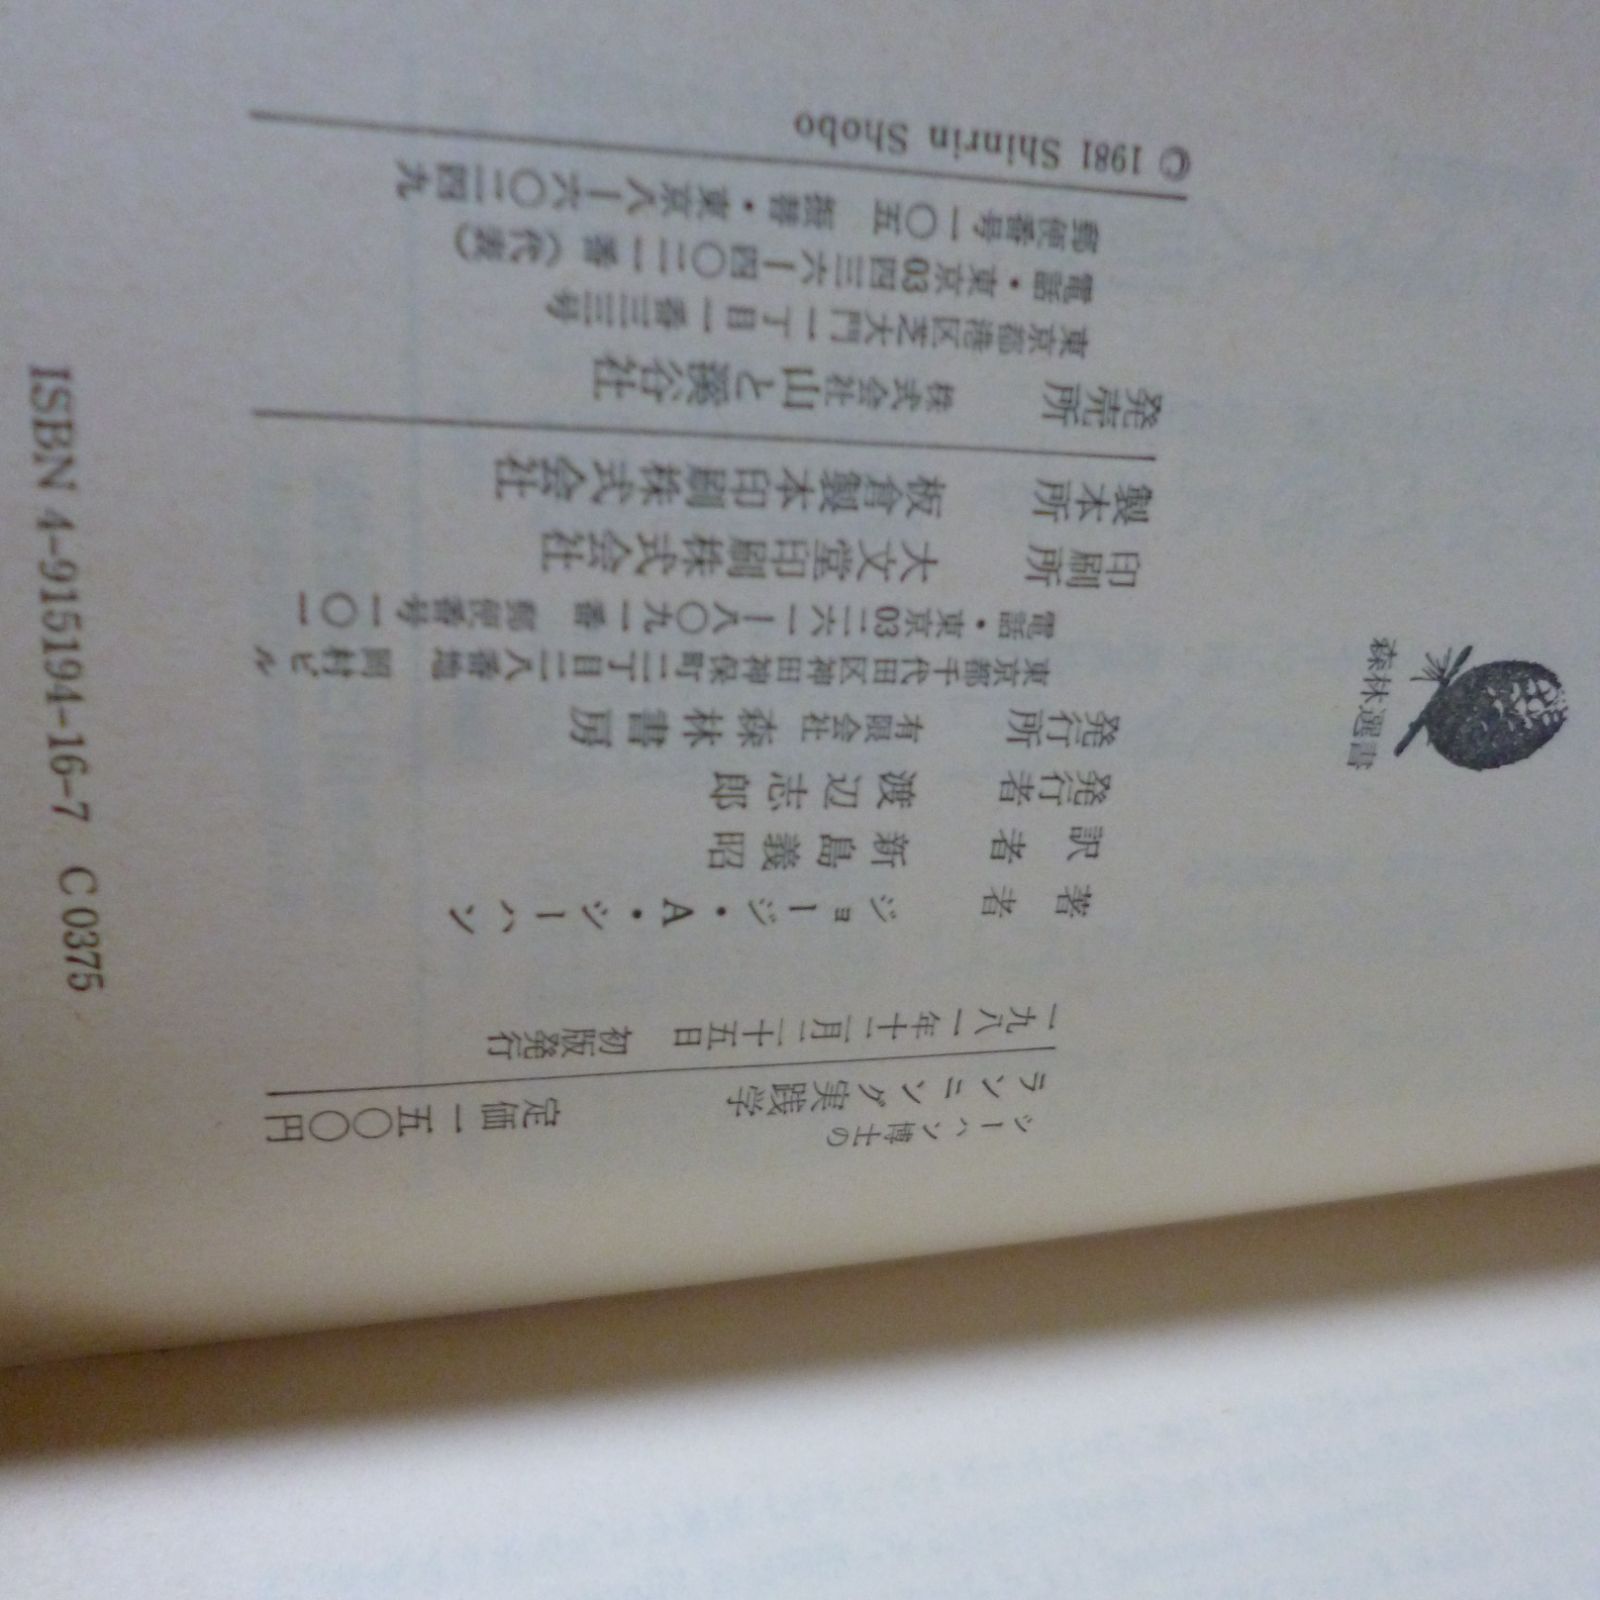 森林選書
シーハン博士の
ランニング実践学 定価一五〇〇円
一九八一年十二月二十五日 初版発行
著者 ジョージ・A・シーハン
訳者 新島義昭
発行者 渡辺志郎
発行所 有限会社 森林書房
東京都千代田区神田神保町二丁目二八番地 岡村ビル
電話・東京03二六一ー八〇九一番 郵便番号一〇一
印刷所 大文堂印刷株式会社
製本所 板倉製本印刷株式会社
発売所 株式会社山と溪谷社
東京都港区芝大門一丁目一番三三号
電話・東京03四三六ー四〇二一番(代表)
郵便番号一〇五 振替・東京八ー六〇二四九
© 1981 Shinrin Shobo
ISBN 4-915194-16-7 C0375